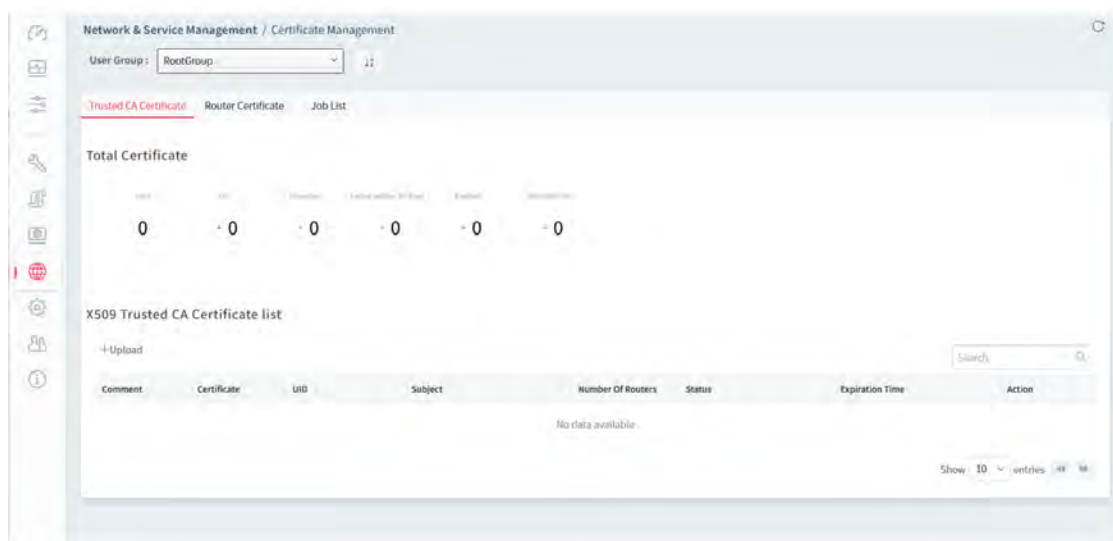 Network & Service Management / Certificate Management
User Group : RootGroup
Trusted CA Certificate Router Certificate Job List
Total Certificate
0 0 0 0 0 0
X509 Trusted CA Certificate list
+Upload
Search
Comment Certificate UID Subject Number Of Routers Status Expiration Time Action
No data available
Show 10 entries